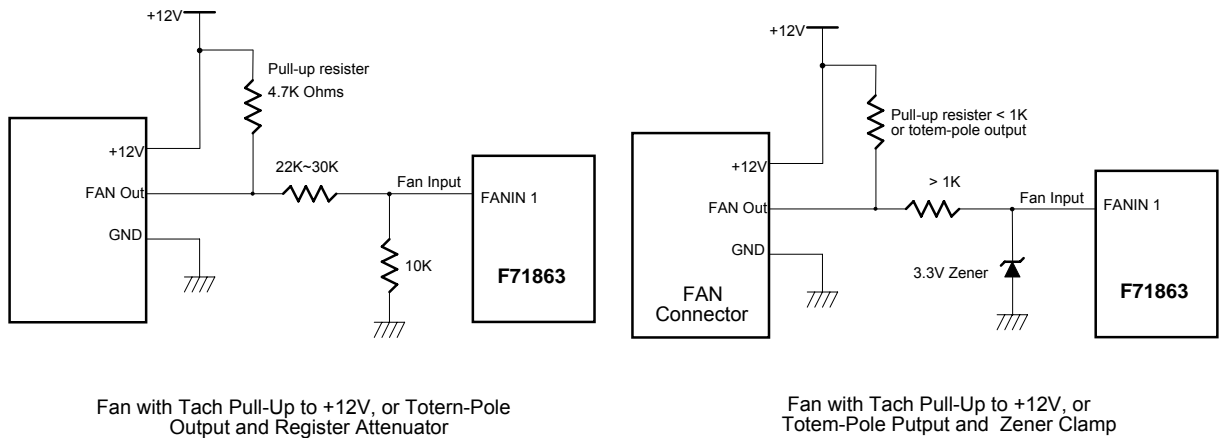 +12V
Pull-up resister
4.7K Ohms
+12V
22K~30K
Fan Input
FAN Out
FANIN 1
GND
10K
F71863
Fan with Tach Pull-Up to +12V, or Totern-Pole
Output and Register Attenuator
+12V
Pull-up resister < 1K
or totem-pole output
+12V
> 1K
Fan Input
FAN Out
FANIN 1
GND
3.3V Zener
FAN
Connector
F71863
Fan with Tach Pull-Up to +12V, or
Totem-Pole Putput and Zener Clamp